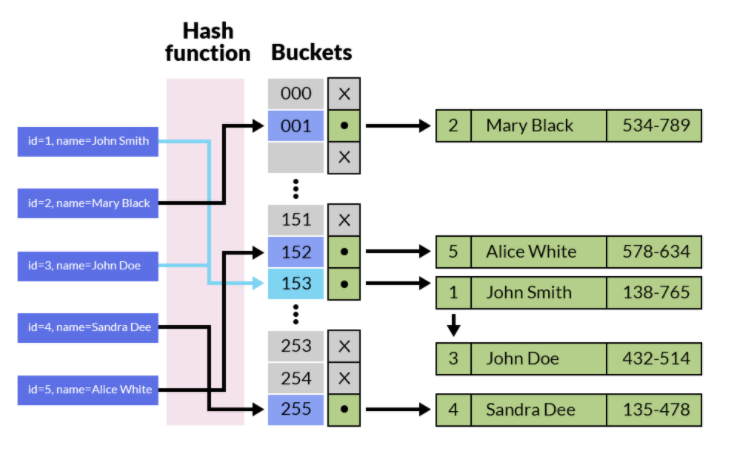 Hash
function
Buckets
id=1, name=John Smith
id=2, name=Mary Black
id=3, name=John Doe
id=4, name=Sandra Dee
id=5, name=Alice White
000 X
001
X
151 X
152
153
253 X
254 X
255
2 Mary Black 534-789
5 Alice White 578-634
1 John Smith 138-765
3 John Doe 432-514
4 Sandra Dee 135-478